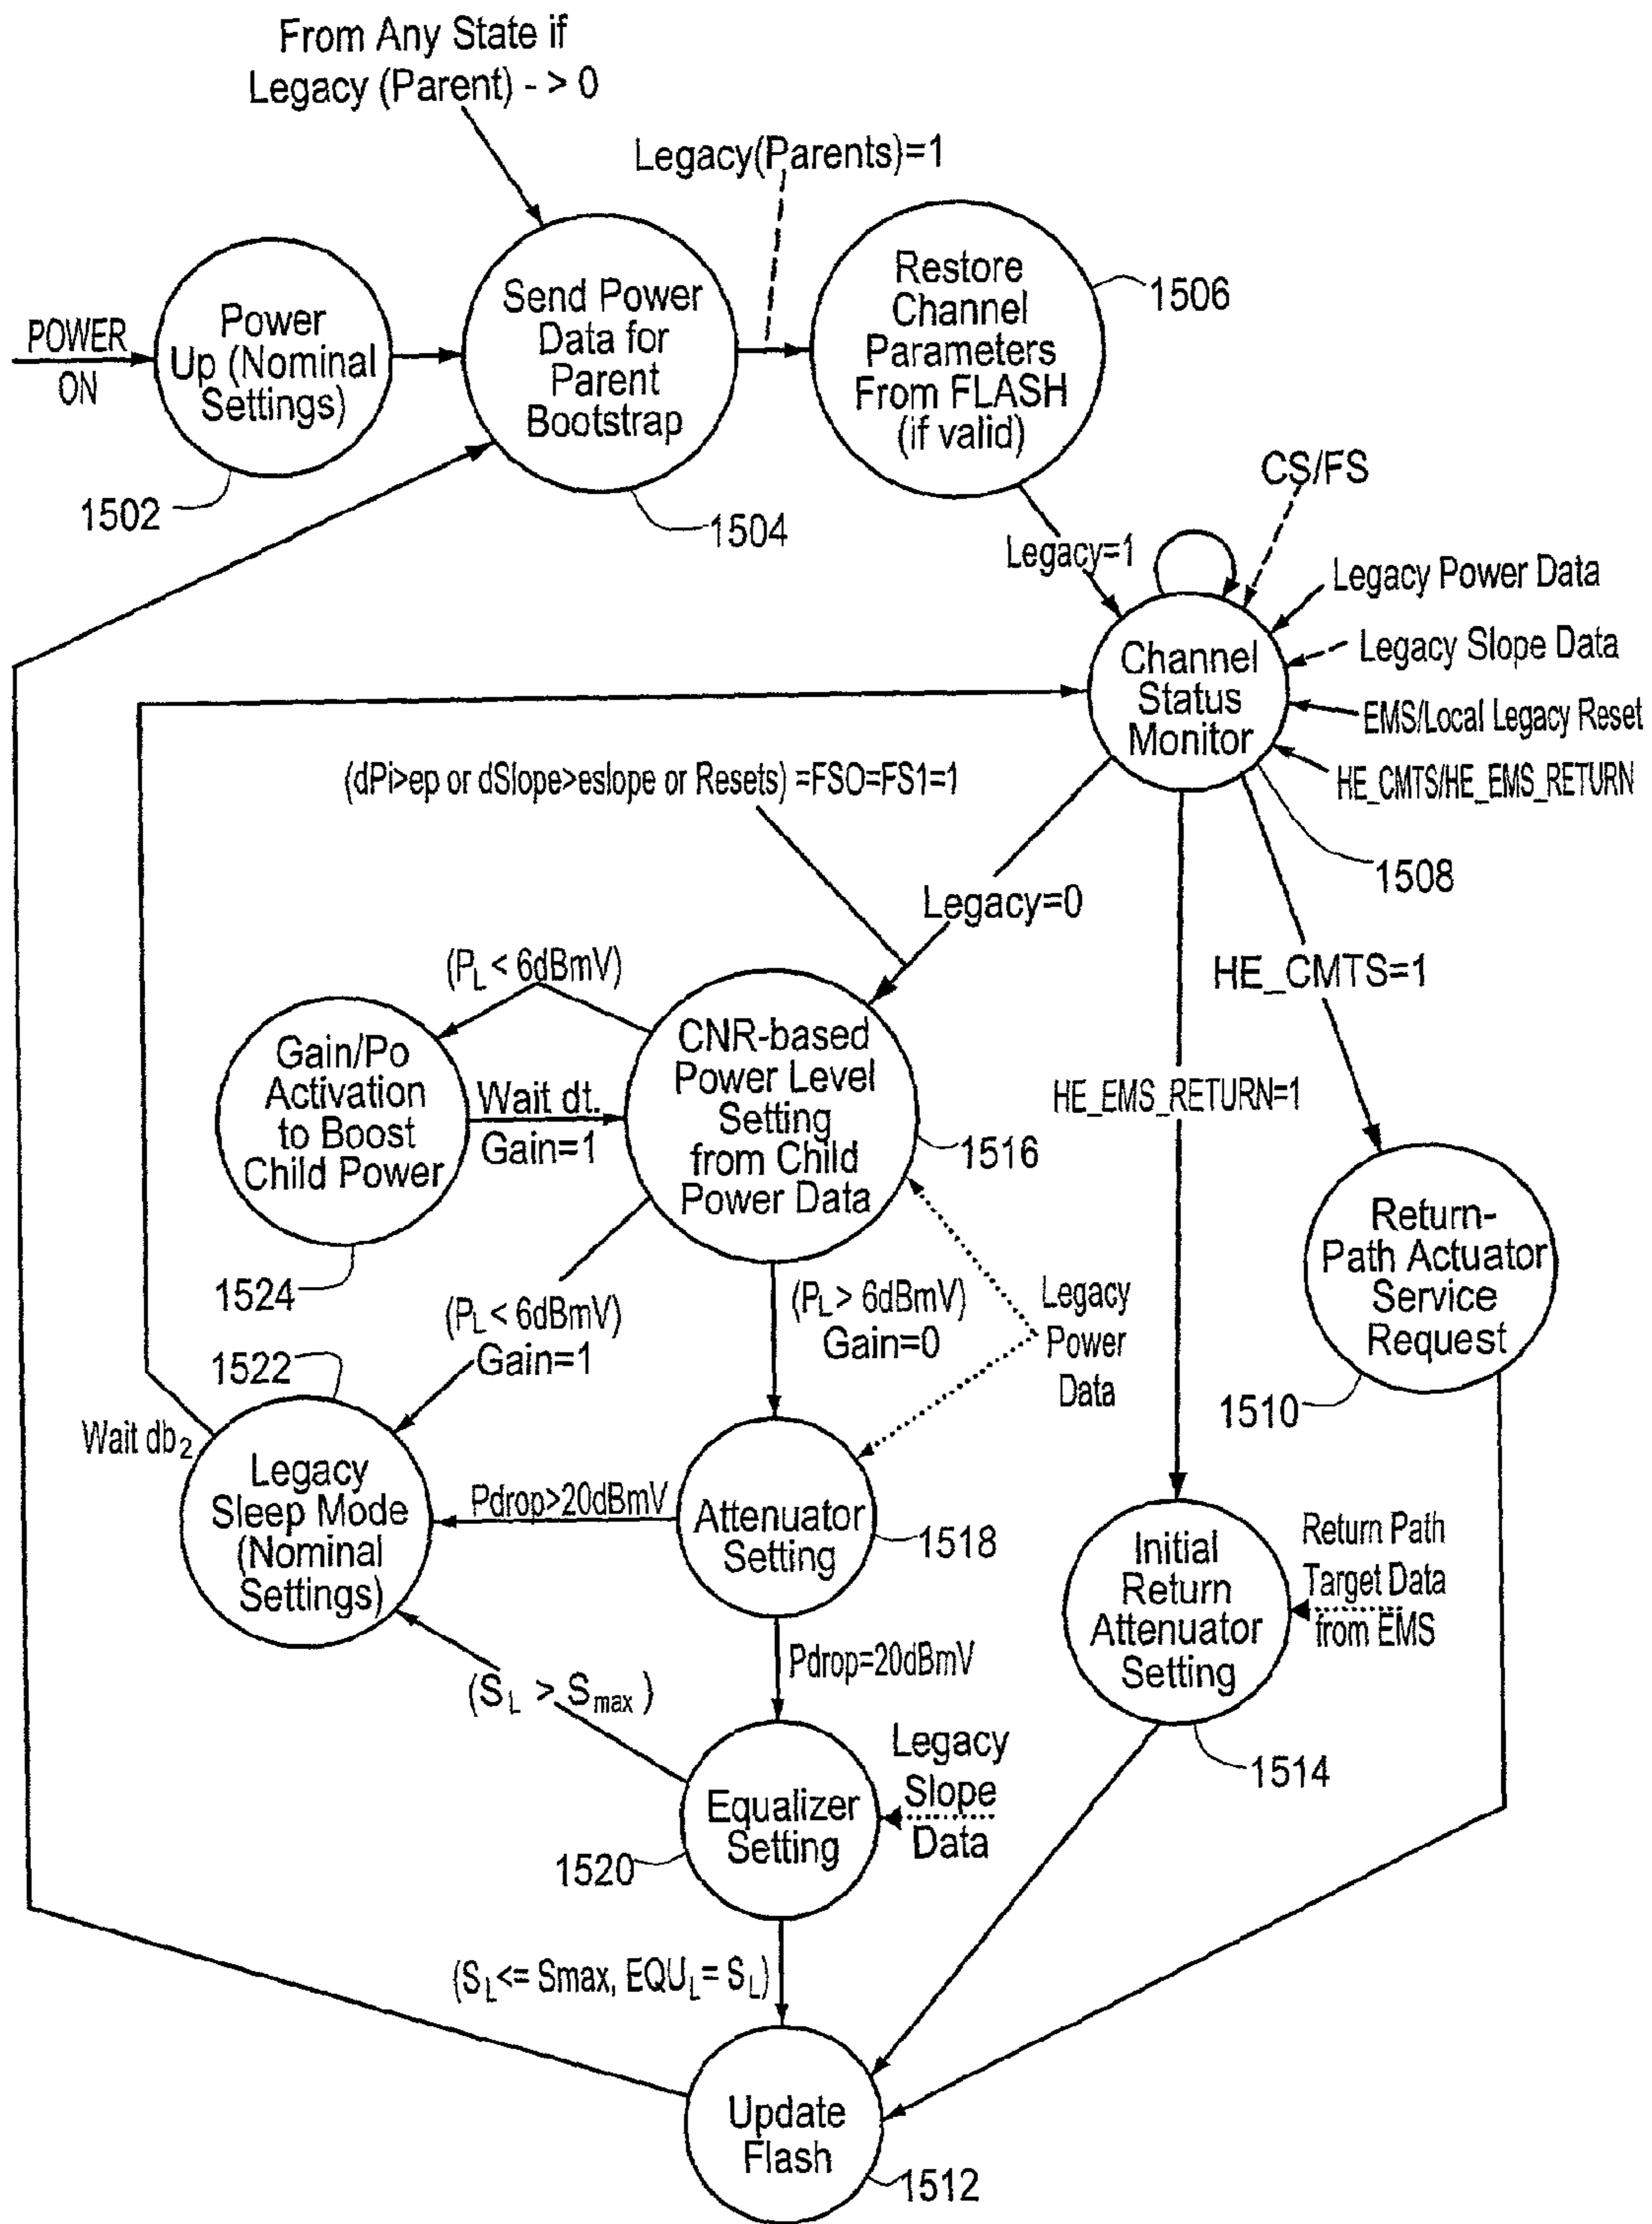 From Any State if
Legacy (Parent) - > 0
Legacy(Parents)=1
POWER
ON
Power
Up (Nominal
Settings)
1502
Send Power
Data for
Parent
Bootstrap
1504
Restore
Channel
Parameters
From FLASH
(if valid)
1506
Legacy=1
CS/FS
Legacy Power Data
Legacy Slope Data
EMS/Local Legacy Reset
HE_CMTS/HE_EMS_RETURN
Channel
Status
Monitor
1508
(dPi>ep or dSlope>eslope or Resets) =FSO=FS1=1
Legacy=0
HE_CMTS=1
HE_EMS_RETURN=1
(PL < 6dBmV)
Gain/Po
Activation
to Boost
Child Power
1524
Wait dt.
Gain=1
CNR-based
Power Level
Setting
from Child
Power Data
1516
Return-
Path Actuator
Service
Request
1510
(PL < 6dBmV)
Gain=1
(PL > 6dBmV)
Gain=0
Legacy
Power
Data
1522
Wait db2
Legacy
Sleep Mode
(Nominal
Settings)
Pdrop>20dBmV
Attenuator
Setting
1518
Initial
Return
Attenuator
Setting
1514
Return Path
Target Data
from EMS
Pdrop=20dBmV
(SL > Smax )
Equalizer
Setting
1520
Legacy
Slope
Data
(SL<= Smax, EQUL= SL)
Update
Flash
1512